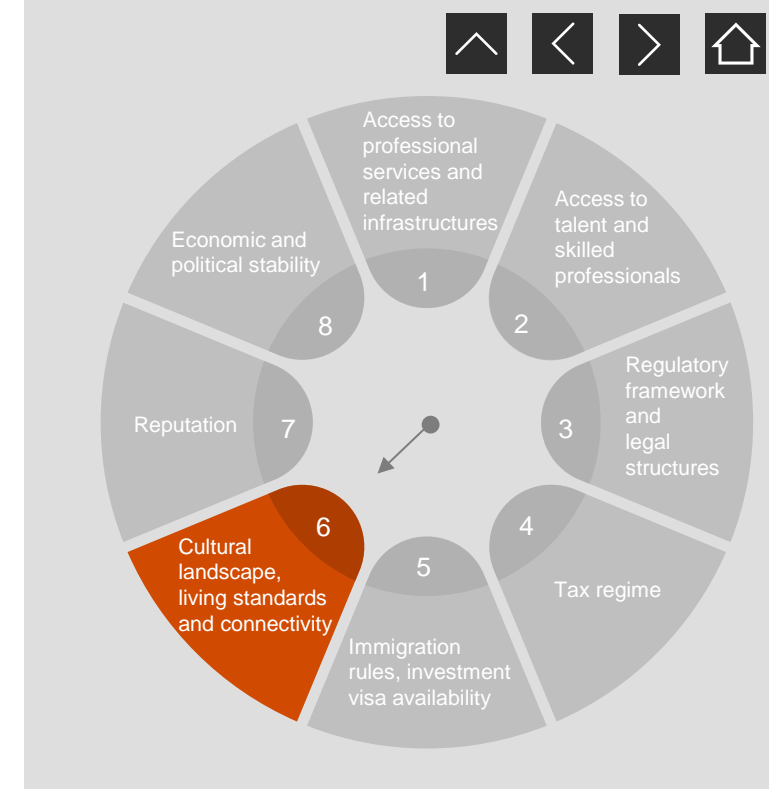 Access to
professional
services and
related
infrastructures
1
Access to
talent and
skilled
professionals
2
Regulatory
framework
and
legal
structures
3
Tax regime
4
Immigration
rules, investment
visa availability
5
Cultural
landscape,
living standards
and connectivity
6
Reputation
7
Economic and
political stability
8